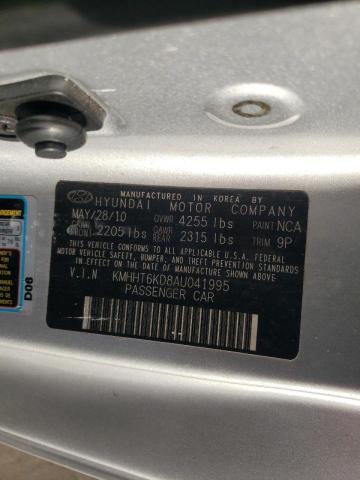 MANUFACTURED IN KOREA BY
HYUNDAI MOTOR COMPANY
MAY/28/10 GVWR 4255 lbs PAINT NCA
GAWR FRONT 2205 lbs GAWR REAR 2315 lbs TRIM 9P
THIS VEHICLE CONFORMS TO ALL APPLICABLE U.S.A. FEDERAL
MOTOR VEHICLE SAFETY, BUMPER, AND THEFT PREVENTION STANDARDS
IN EFFECT ON THE DATE OF MANUFACTURE SHOWN ABOVE.
V.I.N KMHHT6KD8AU041995
PASSENGER CAR
D06